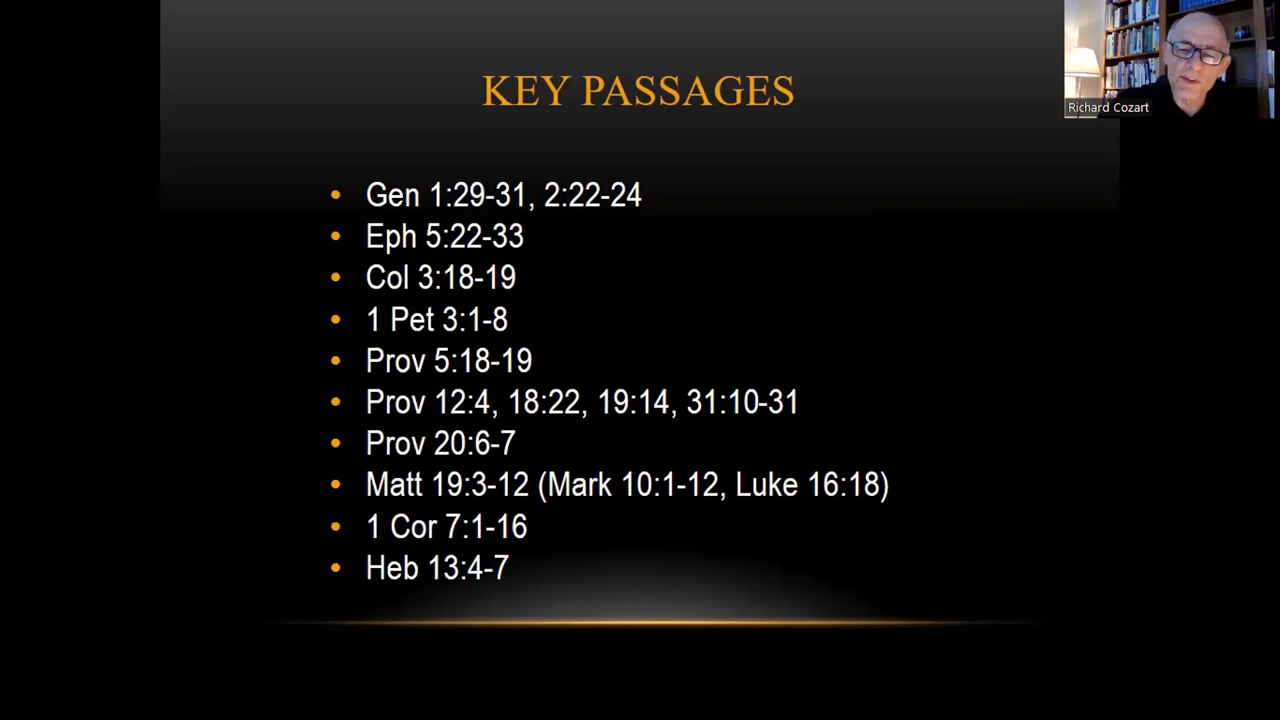 KEY PASSAGES
Richard Cozart
• Gen 1:29-31, 2:22-24
• Eph 5:22-33
• Col 3:18-19
• 1 Pet 3:1-8
• Prov 5:18-19
• Prov 12:4, 18:22, 19:14, 31:10-31
• Prov 20:6-7
• Matt 19:3-12 (Mark 10:1-12, Luke 16:18)
• 1 Cor 7:1-16
• Heb 13:4-7